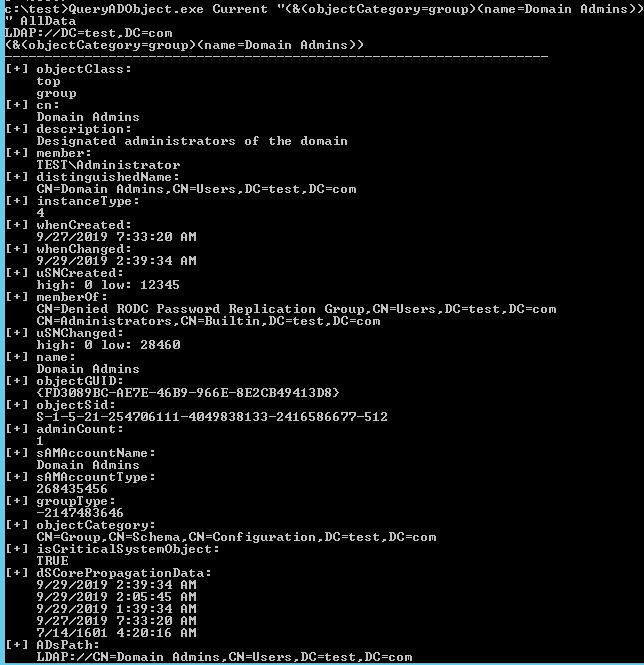 c:\test>QueryADObject.exe Current "(&(objectCategory=group)(name=Domain Admins))
" AllData
LDAP://DC=test,DC=com
(&(objectCategory=group)(name=Domain Admins))
----------------------------------------------------------------
[+] objectClass:
top
group
[+] cn:
Domain Admins
[+] description:
Designated administrators of the domain
[+] member:
TEST\Administrator
[+] distinguishedName:
CN=Domain Admins,CN=Users,DC=test,DC=com
[+] instanceType:
4
[+] whenCreated:
9/27/2019 7:33:20 AM
[+] whenChanged:
9/29/2019 2:39:34 AM
[+] uSNCreated:
high: 0 low: 12345
[+] memberOf:
CN=Denied RODC Password Replication Group,CN=Users,DC=test,DC=com
CN=Administrators,CN=Builtin,DC=test,DC=com
[+] uSNChanged:
high: 0 low: 28460
[+] name:
Domain Admins
[+] objectGUID:
{FD3089BC-AE7E-46B9-966E-8E2CB49413D8}
[+] objectSid:
S-1-5-21-254706111-4049838133-2416586677-512
[+] adminCount:
1
[+] sAMAccountName:
Domain Admins
[+] sAMAccountType:
268435456
[+] groupType:
-2147483646
[+] objectCategory:
CN=Group,CN=Schema,CN=Configuration,DC=test,DC=com
[+] isCriticalSystemObject:
TRUE
[+] dSCorePropagationData:
9/29/2019 2:39:34 AM
9/29/2019 2:05:45 AM
9/29/2019 1:39:34 AM
9/27/2019 7:33:20 AM
7/14/1601 4:20:16 AM
[+] ADsPath:
LDAP://CN=Domain Admins,CN=Users,DC=test,DC=com